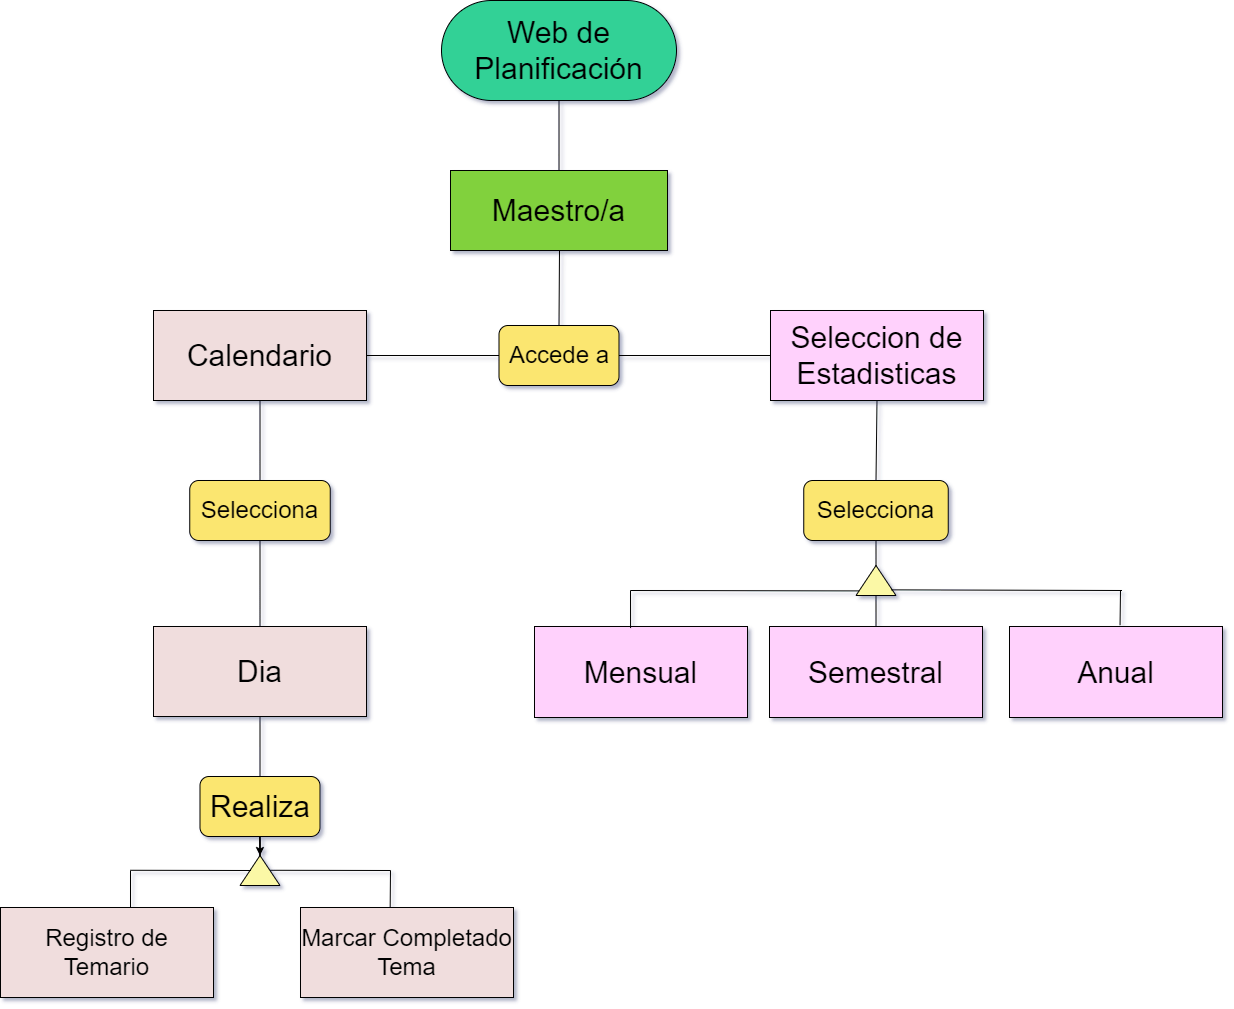 Web de
Planificación
Maestro/a
Calendario
Accede a
Seleccion de
Estadisticas
Selecciona
Selecciona
Dia
Mensual
Semestral
Anual
Realiza
Registro de
Temario
Marcar Completado
Tema